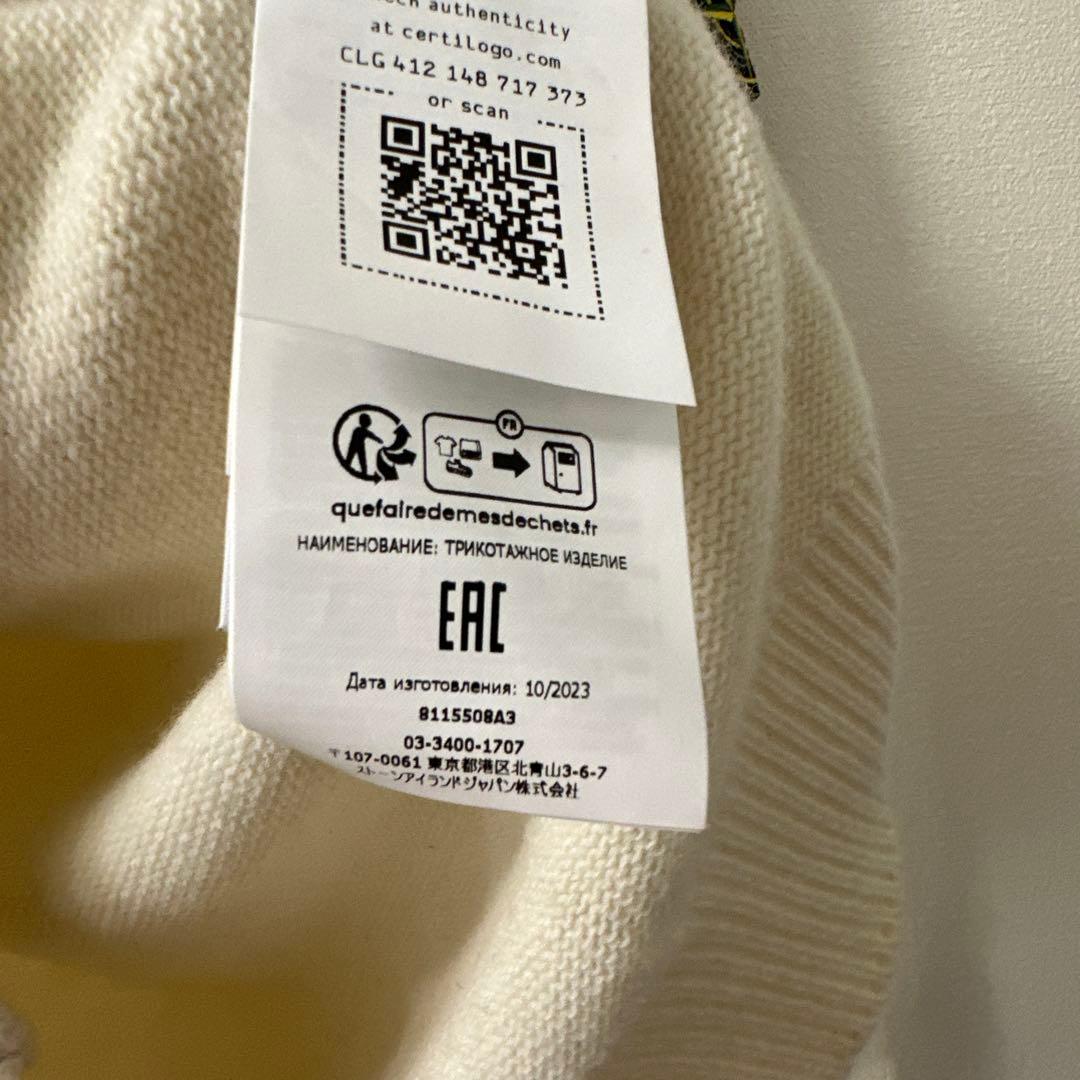 authenticity
at certilogo.com
CLG 412 148 717 373
or scan
FR
quefairedemesdechets.fr
НАИМЕНОВАНИЕ: ТРИКОТАЖНОЕ ИЗДЕЛИЕ
EAC
Дата изготовления: 10/2023
8115508A3
03-3400-1707
〒107-0061 東京都港区北青山3-6-7
ストーンアイランドジャパン株式会社